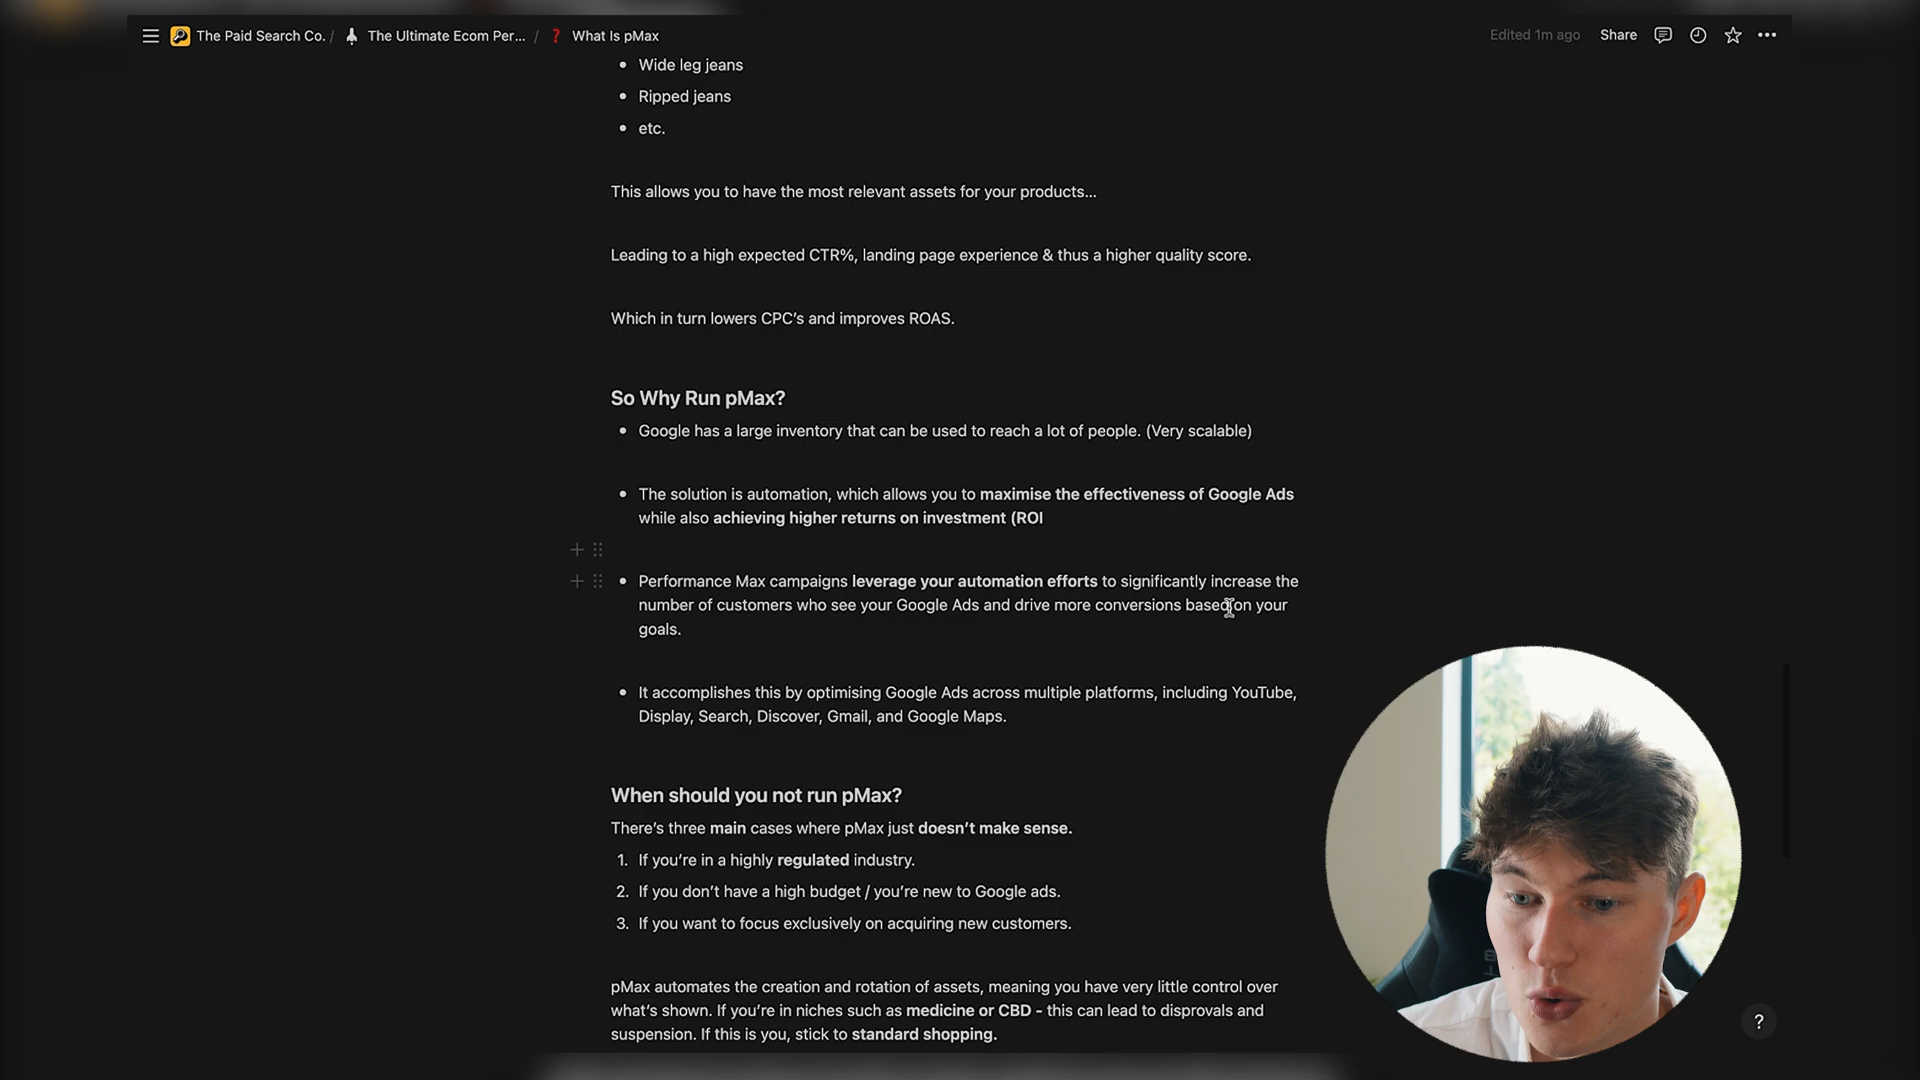 The Paid Search Co. / The Ultimate Ecom Per... / ❓ What Is pMax
Edited 1m ago Share
• Wide leg jeans
• Ripped jeans
• etc.
This allows you to have the most relevant assets for your products...
Leading to a high expected CTR%, landing page experience & thus a higher quality score.
Which in turn lowers CPC's and improves ROAS.
So Why Run pMax?
• Google has a large inventory that can be used to reach a lot of people. (Very scalable)
• The solution is automation, which allows you to maximise the effectiveness of Google Ads
while also achieving higher returns on investment (ROI
• Performance Max campaigns leverage your automation efforts to significantly increase the
number of customers who see your Google Ads and drive more conversions based on your
goals.
• It accomplishes this by optimising Google Ads across multiple platforms, including YouTube,
Display, Search, Discover, Gmail, and Google Maps.
When should you not run pMax?
There's three main cases where pMax just doesn't make sense.
1. If you're in a highly regulated industry.
2. If you don't have a high budget / you're new to Google ads.
3. If you want to focus exclusively on acquiring new customers.
pMax automates the creation and rotation of assets, meaning you have very little control over
what's shown. If you're in niches such as medicine or CBD - this can lead to disprovals and
suspension. If this is you, stick to standard shopping.
?